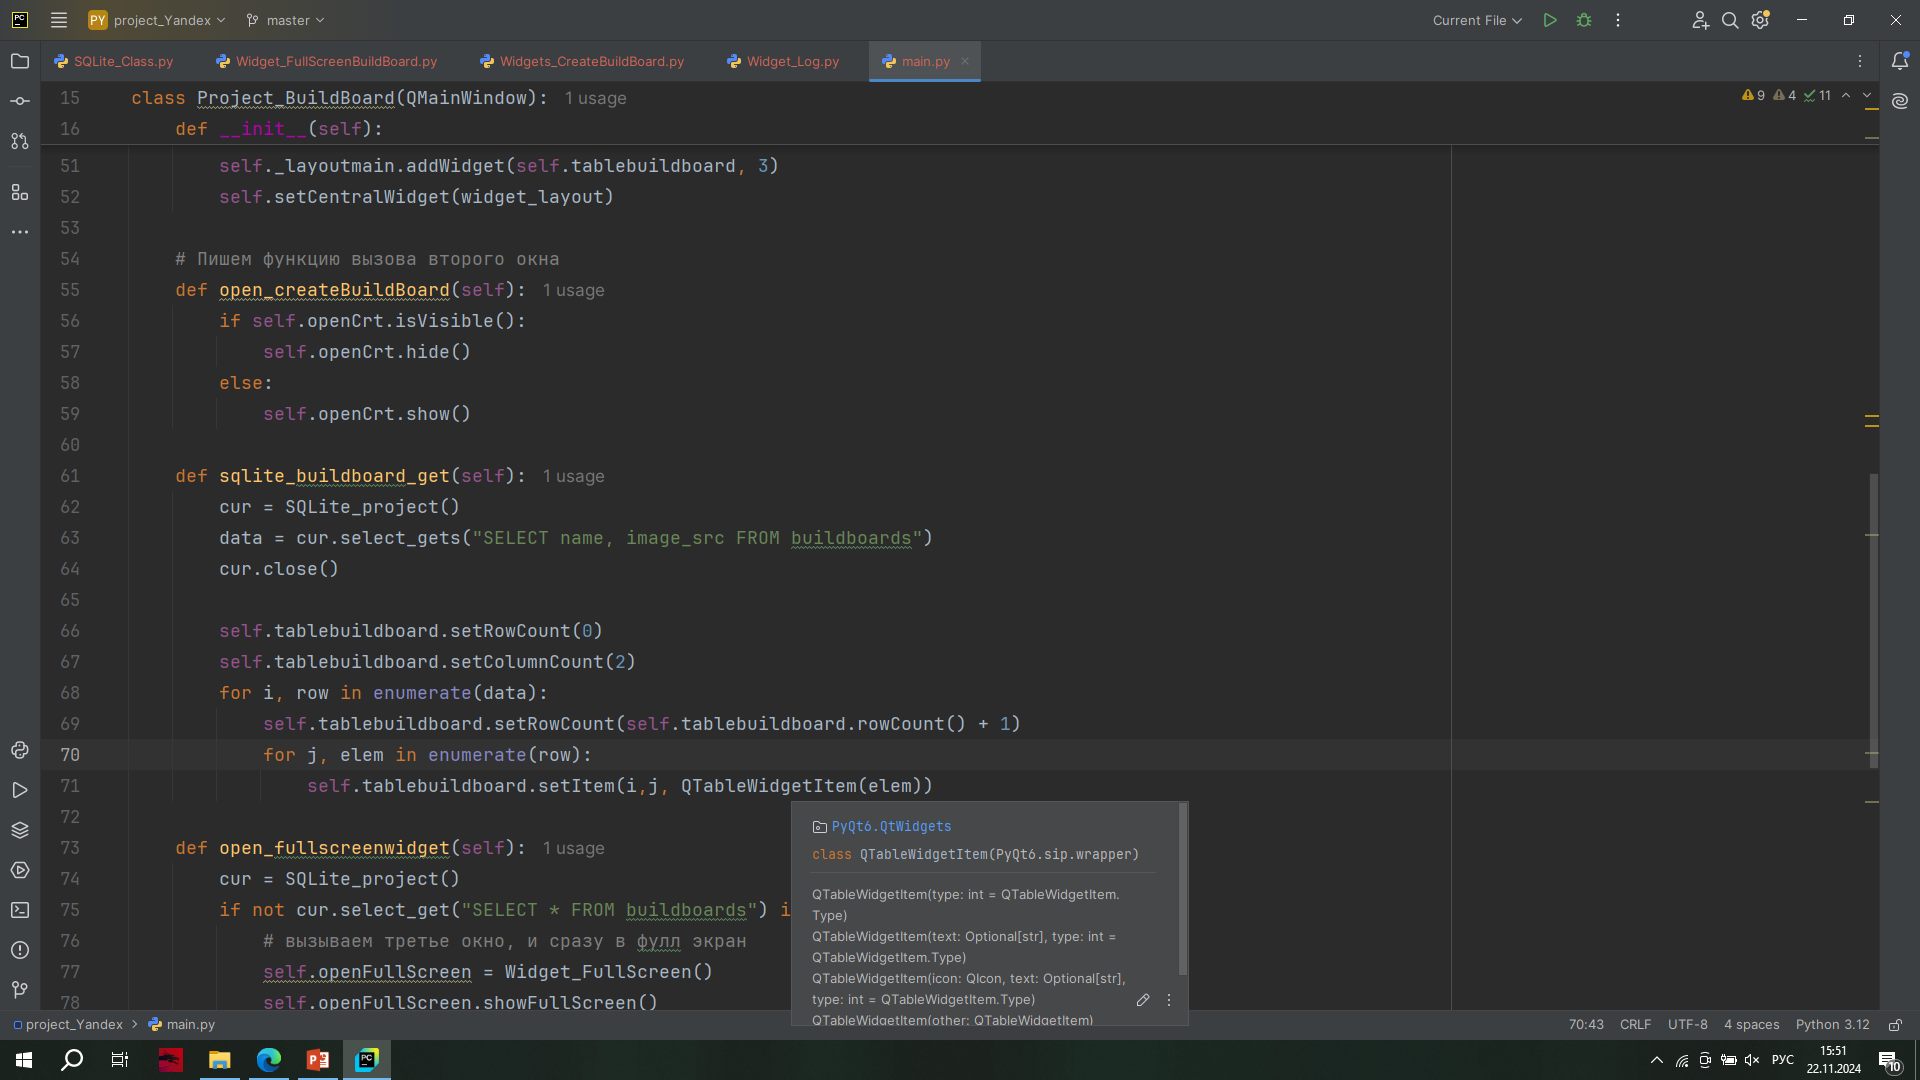 PY project_Yandex master Current File
SQLite_Class.py Widget_FullScreenBuildBoard.py Widgets_CreateBuildBoard.py Widget_Log.py main.py
15 class Project_BuildBoard(QMainWindow): 1 usage
9 4 11
16 def __init__(self):
51 self._layoutmain.addWidget(self.tablebuildboard, 3)
52 self.setCentralWidget(widget_layout)
53
54 # Пишем функцию вызова второго окна
55 def open_createBuildBoard(self): 1 usage
56 if self.openCrt.isVisible():
57 self.openCrt.hide()
58 else:
59 self.openCrt.show()
60
61 def sqlite_buildboard_get(self): 1 usage
62 cur = SQLite_project()
63 data = cur.select_gets("SELECT name, image_src FROM buildboards")
64 cur.close()
65
66 self.tablebuildboard.setRowCount(0)
67 self.tablebuildboard.setColumnCount(2)
68 for i, row in enumerate(data):
69 self.tablebuildboard.setRowCount(self.tablebuildboard.rowCount() + 1)
70 for j, elem in enumerate(row):
71 self.tablebuildboard.setItem(i,j, QTableWidgetItem(elem))
72
73 def open_fullscreenwidget(self): 1 usage
74 cur = SQLite_project()
75 if not cur.select_get("SELECT * FROM buildboards") i
76 # вызываем третье окно, и сразу в фулл экран
77 self.openFullScreen = Widget_FullScreen()
78 self.openFullScreen.showFullScreen()
PyQt6.QtWidgets
class QTableWidgetItem(PyQt6.sip.wrapper)
QTableWidgetItem(type: int = QTableWidgetItem.
Type)
QTableWidgetItem(text: Optional[str], type: int =
QTableWidgetItem.Type)
QTableWidgetItem(icon: QIcon, text: Optional[str],
type: int = QTableWidgetItem.Type)
QTableWidgetItem(other: QTableWidgetItem)
project_Yandex main.py 70:43 CRLF UTF-8 4 spaces Python 3.12
PC РУС 15:51
22.11.2024
10